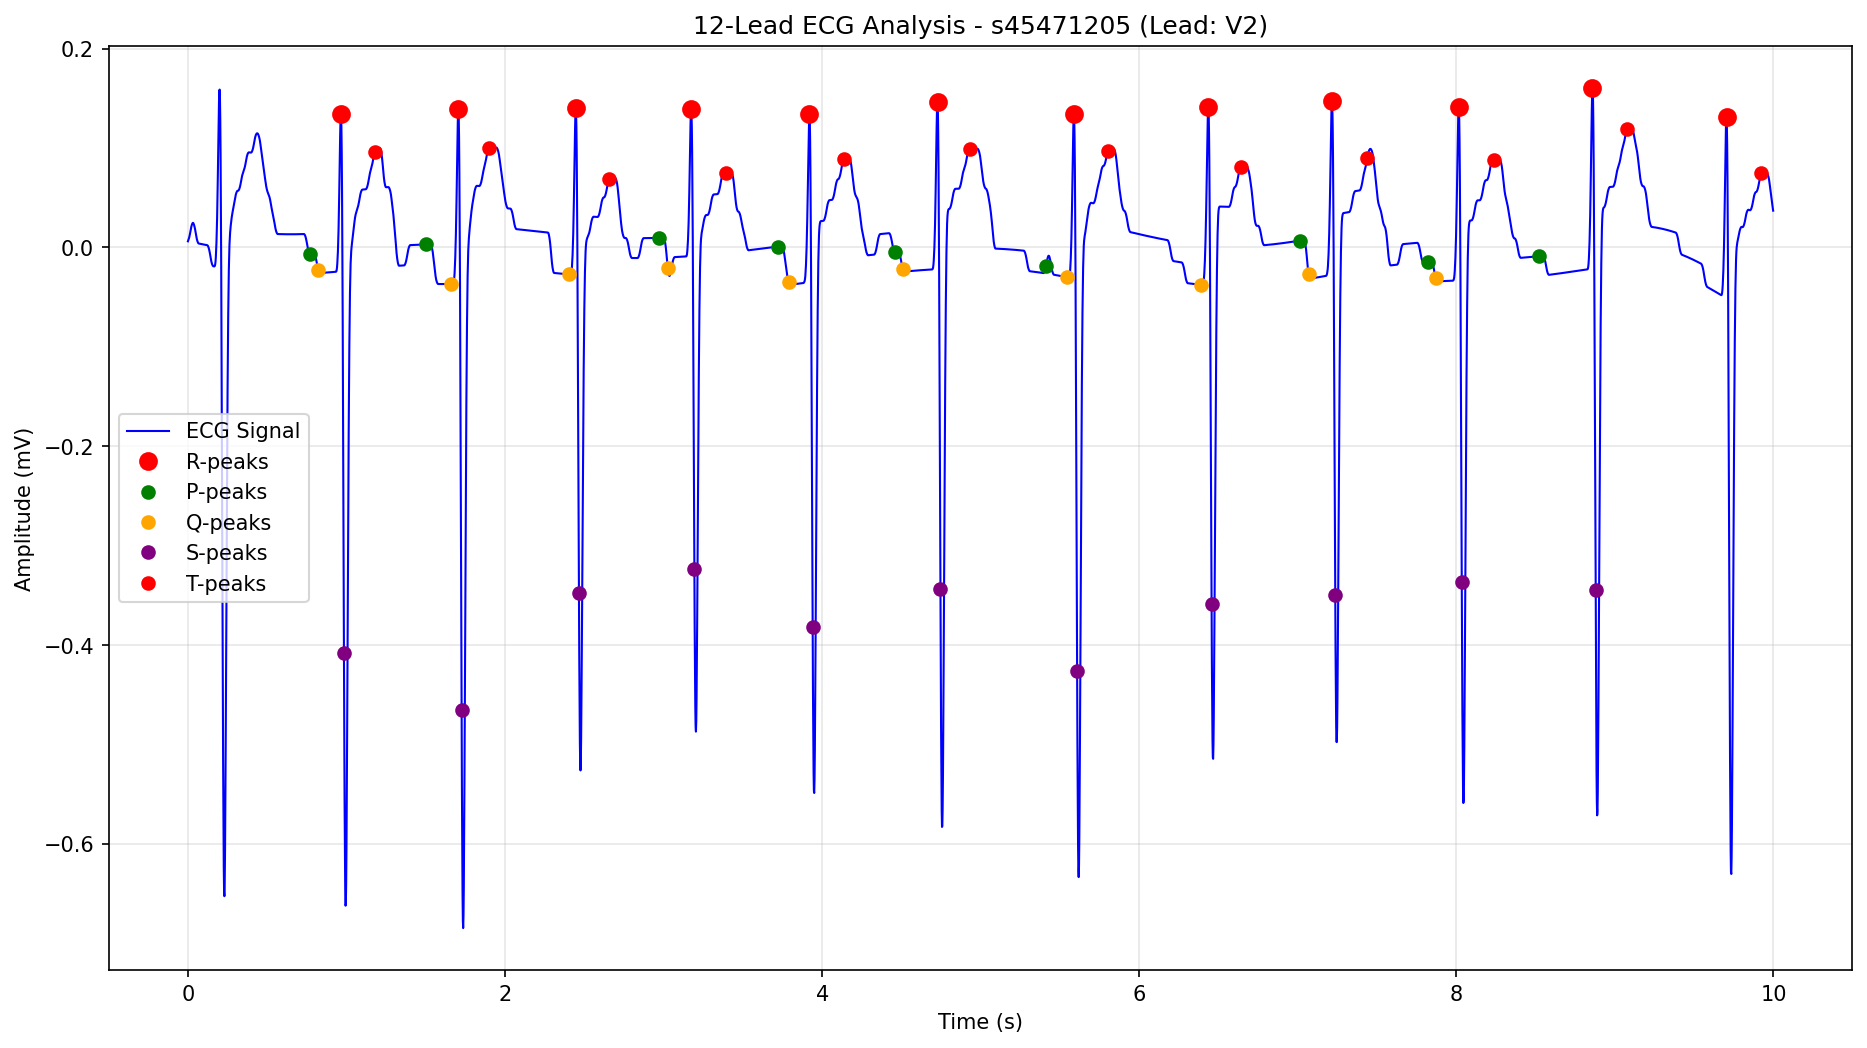 12-Lead ECG Analysis - s45471205 (Lead: V2)
Amplitude (mV)
0.2
0.0
−0.2
−0.4
−0.6
ECG Signal
R-peaks
P-peaks
Q-peaks
S-peaks
T-peaks
0 2 4 6 8 10
Time (s)